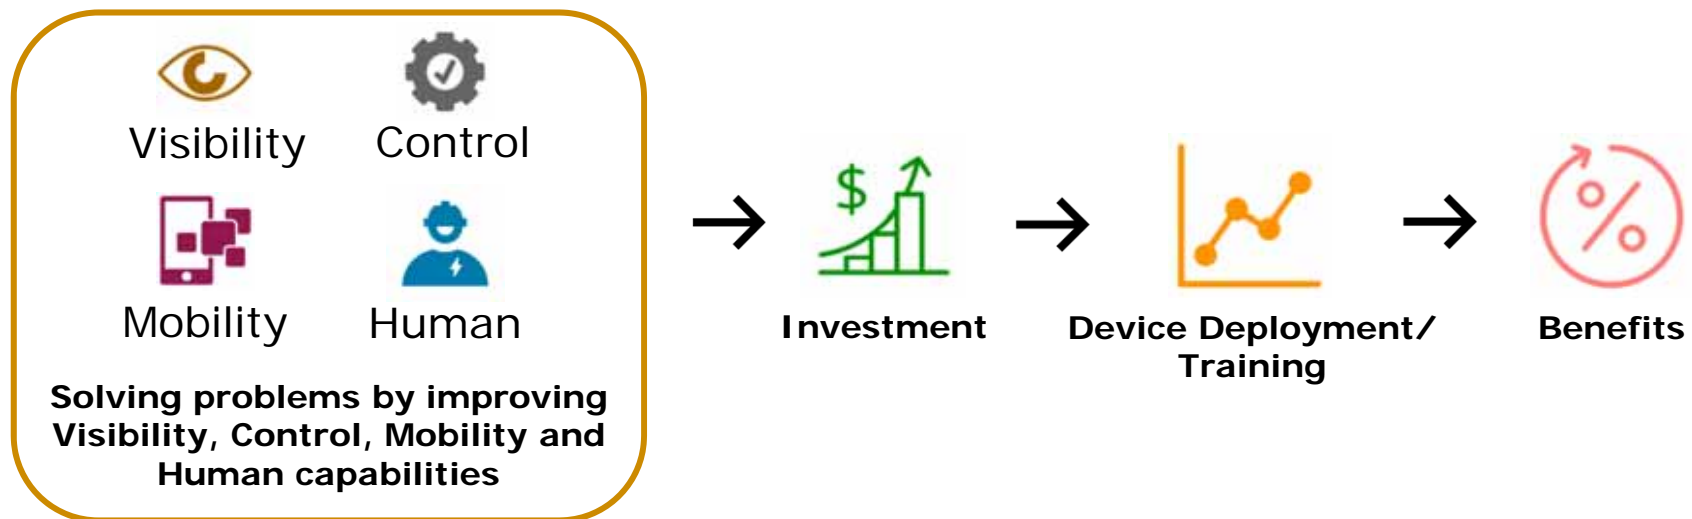 Visibility
Control
Mobility
Human
Solving problems by improving
Visibility, Control, Mobility and
Human capabilities
$
Investment
Device Deployment/
Training
%
Benefits